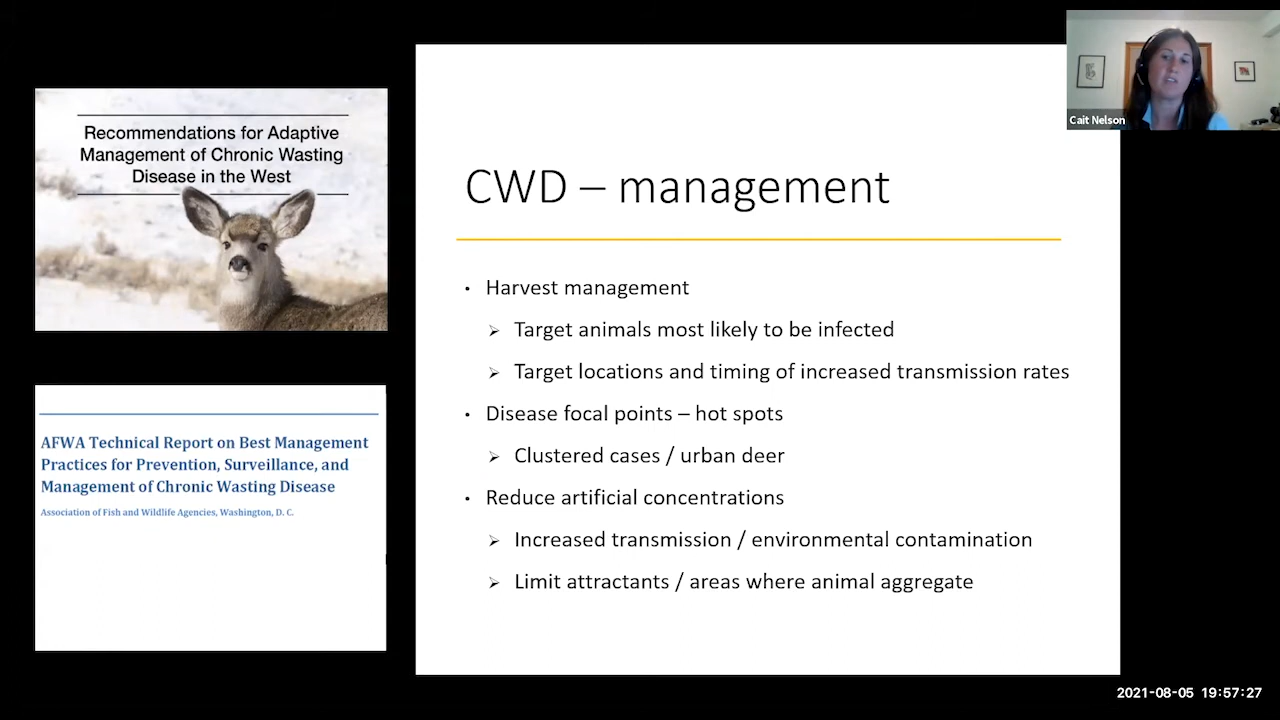 Recommendations for Adaptive
Management of Chronic Wasting
Disease in the West
AFWA Technical Report on Best Management
Practices for Prevention, Surveillance, and
Management of Chronic Wasting Disease
Association of Fish and Wildlife Agencies, Washington, D. C.
CWD – management
• Harvest management
➢ Target animals most likely to be infected
➢ Target locations and timing of increased transmission rates
• Disease focal points – hot spots
➢ Clustered cases / urban deer
• Reduce artificial concentrations
➢ Increased transmission / environmental contamination
➢ Limit attractants / areas where animal aggregate
Cait Nelson
2021-08-05 19:57:27